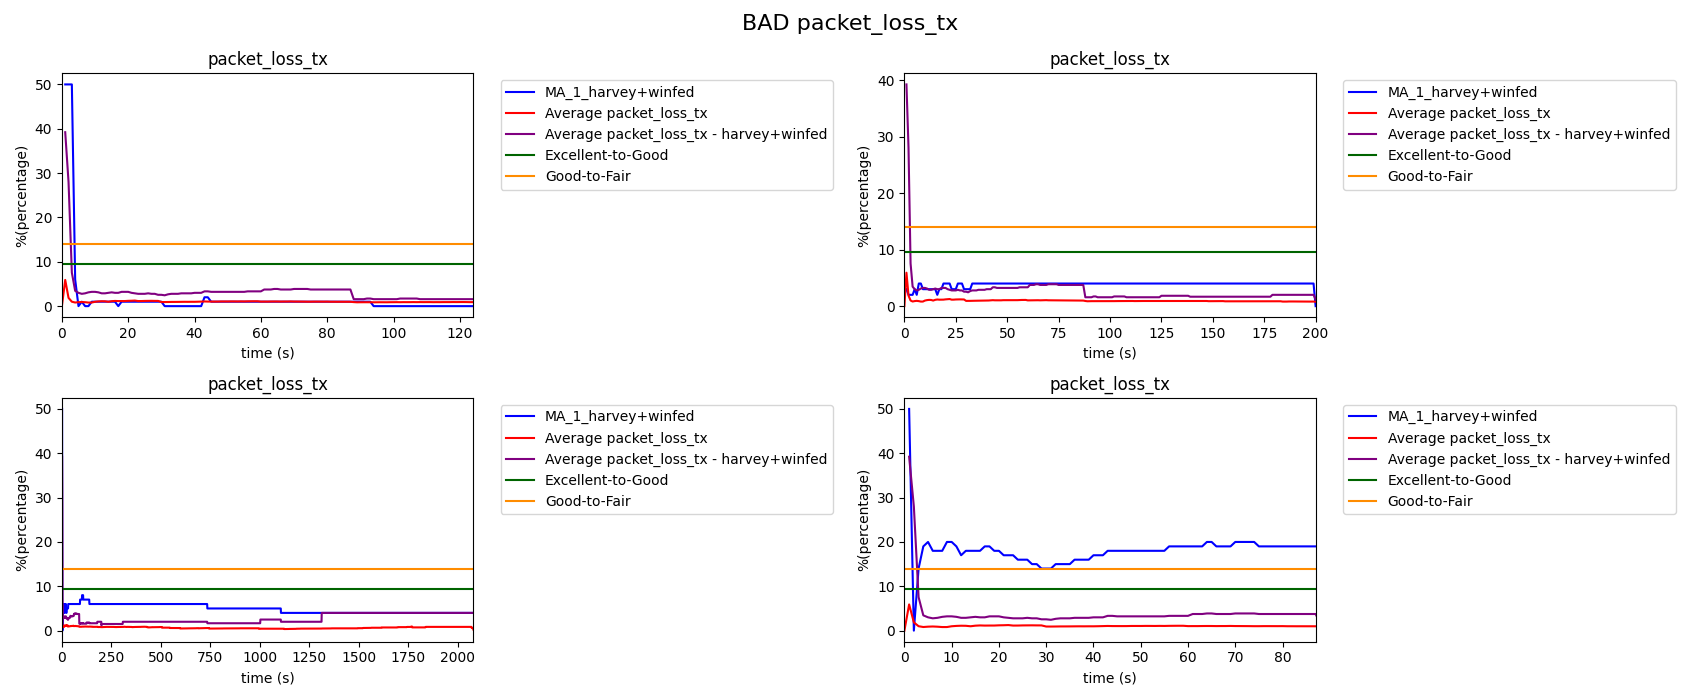 BAD packet_loss_tx
packet_loss_tx
%(percentage)
50
40
30
20
10
0
0 20 40 60 80 100 120
time (s)
MA_1_harvey+winfed
Average packet_loss_tx
Average packet_loss_tx - harvey+winfed
Excellent-to-Good
Good-to-Fair
packet_loss_tx
%(percentage)
40
30
20
10
0
0 25 50 75 100 125 150 175 200
time (s)
MA_1_harvey+winfed
Average packet_loss_tx
Average packet_loss_tx - harvey+winfed
Excellent-to-Good
Good-to-Fair
packet_loss_tx
%(percentage)
50
40
30
20
10
0
0 250 500 750 1000 1250 1500 1750 2000
time (s)
MA_1_harvey+winfed
Average packet_loss_tx
Average packet_loss_tx - harvey+winfed
Excellent-to-Good
Good-to-Fair
packet_loss_tx
%(percentage)
50
40
30
20
10
0
0 10 20 30 40 50 60 70 80
time (s)
MA_1_harvey+winfed
Average packet_loss_tx
Average packet_loss_tx - harvey+winfed
Excellent-to-Good
Good-to-Fair